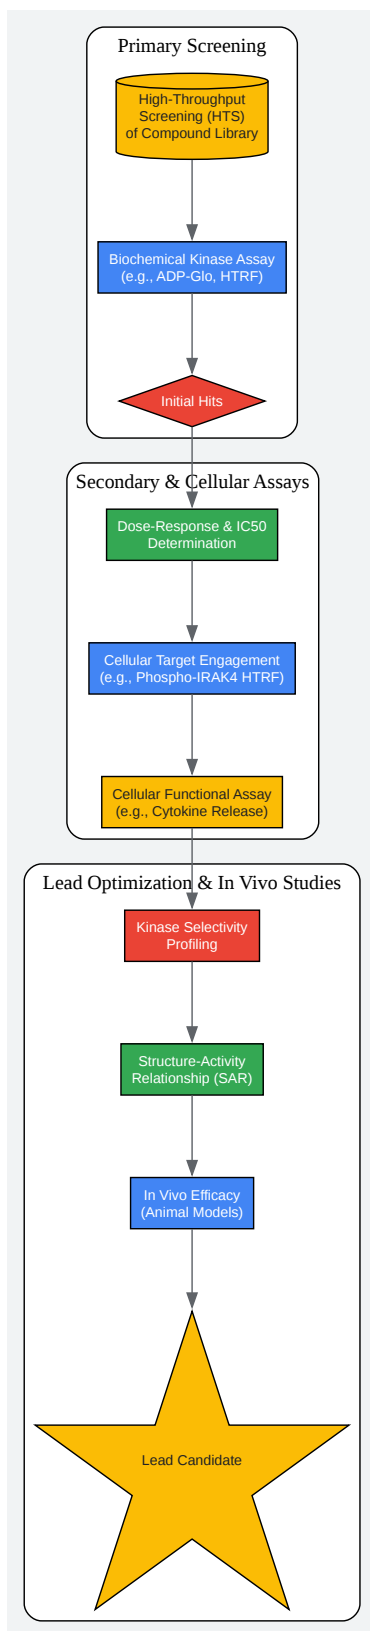 Primary Screening
High-Throughput
Screening (HTS)
of Compound Library
Biochemical Kinase Assay
(e.g., ADP-Glo, HTRF)
Initial Hits
Secondary & Cellular Assays
Dose-Response & IC50
Determination
Cellular Target Engagement
(e.g., Phospho-IRAK4 HTRF)
Cellular Functional Assay
(e.g., Cytokine Release)
Lead Optimization & In Vivo Studies
Kinase Selectivity
Profiling
Structure-Activity
Relationship (SAR)
In Vivo Efficacy
(Animal Models)
Lead Candidate